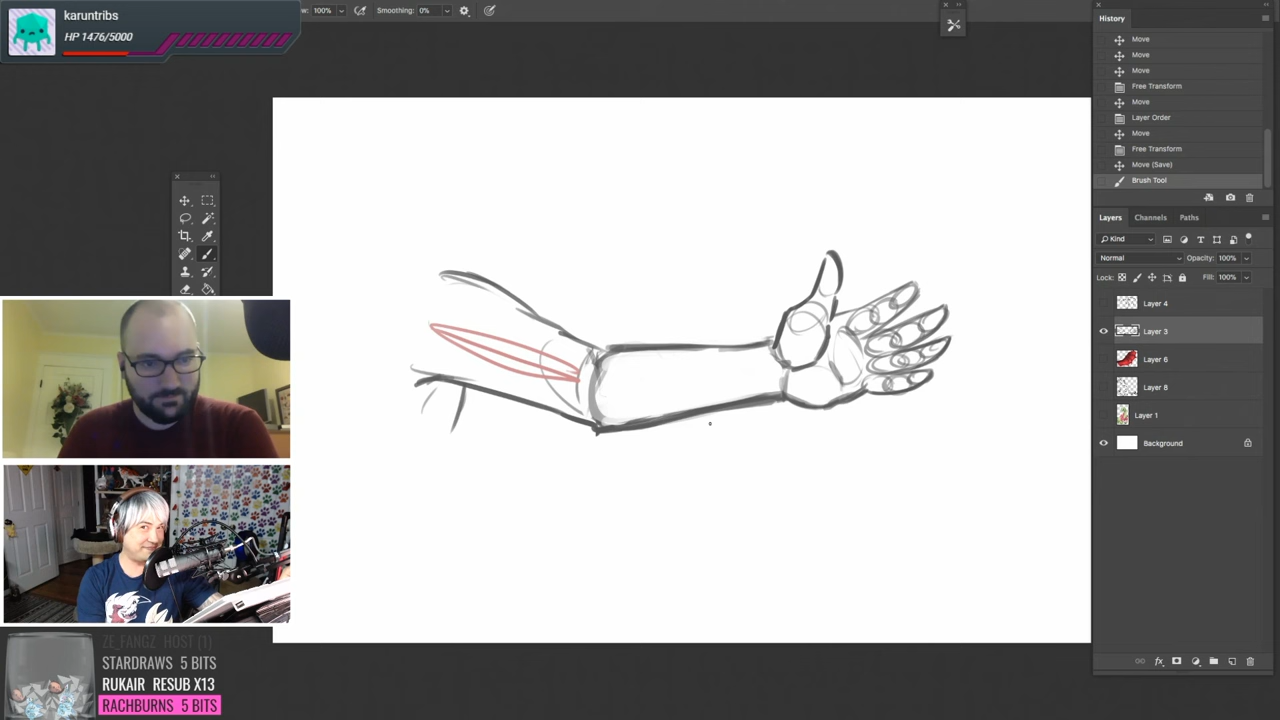 karuntribs
HP 1476/5000
w: 100%
Smoothing: 0%
History
Move
Move
Move
Free Transform
Move
Layer Order
Move
Free Transform
Move (Save)
Brush Tool
Layers
Channels
Paths
Kind
Normal
Opacity: 100%
Lock:
Fill: 100%
Layer 4
Layer 3
Layer 6
Layer 8
Layer 1
Background
fx
ZE_FANGZ HOST (1)
STARDRAWS 5 BITS
RUKAIR RESUB X13
RACHBURNS 5 BITS